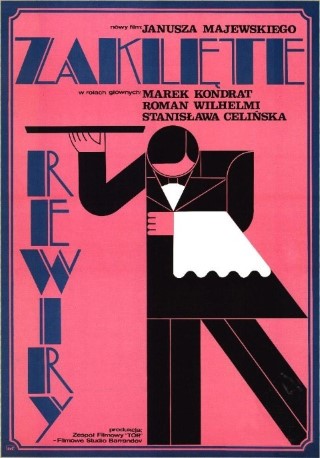 nowy film JANUSZA MAJEWSKIEGO
ZAKLĘTE
w rolach głównych MAREK KONDRAT
ROMAN WILHELMI
STANISŁAWA CELIŃSKA
REWIRY
produkcja:
Zespół Filmowy "TOR"
-Filmove Studio Barrandov